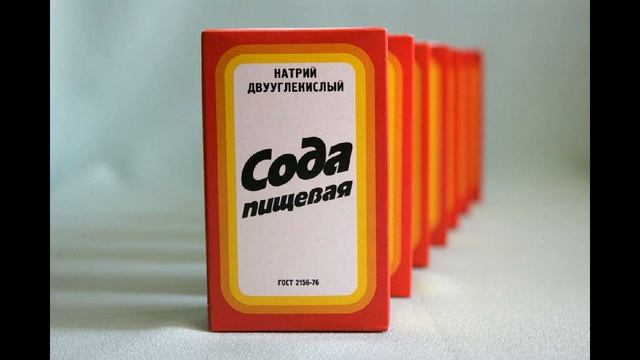 НАТРИЙ
ДВУУГЛЕКИСЛЫЙ
Сода
пищевая
ГОСТ 2156-76